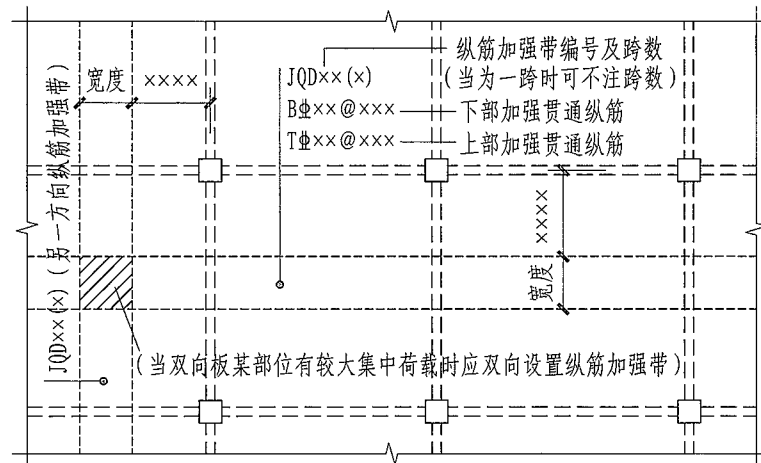 纵筋加强带编号及跨数
JQD××(×)
(当为一跨时可不注跨数)
BΦ××@×××
下部加强贯通纵筋
TΦ××@×××
上部加强贯通纵筋
宽度
××××
JQD××(×)(另一方向纵筋加强带)
××××
宽度
(当双向板某部位有较大集中荷载时应双向设置纵筋加强带)